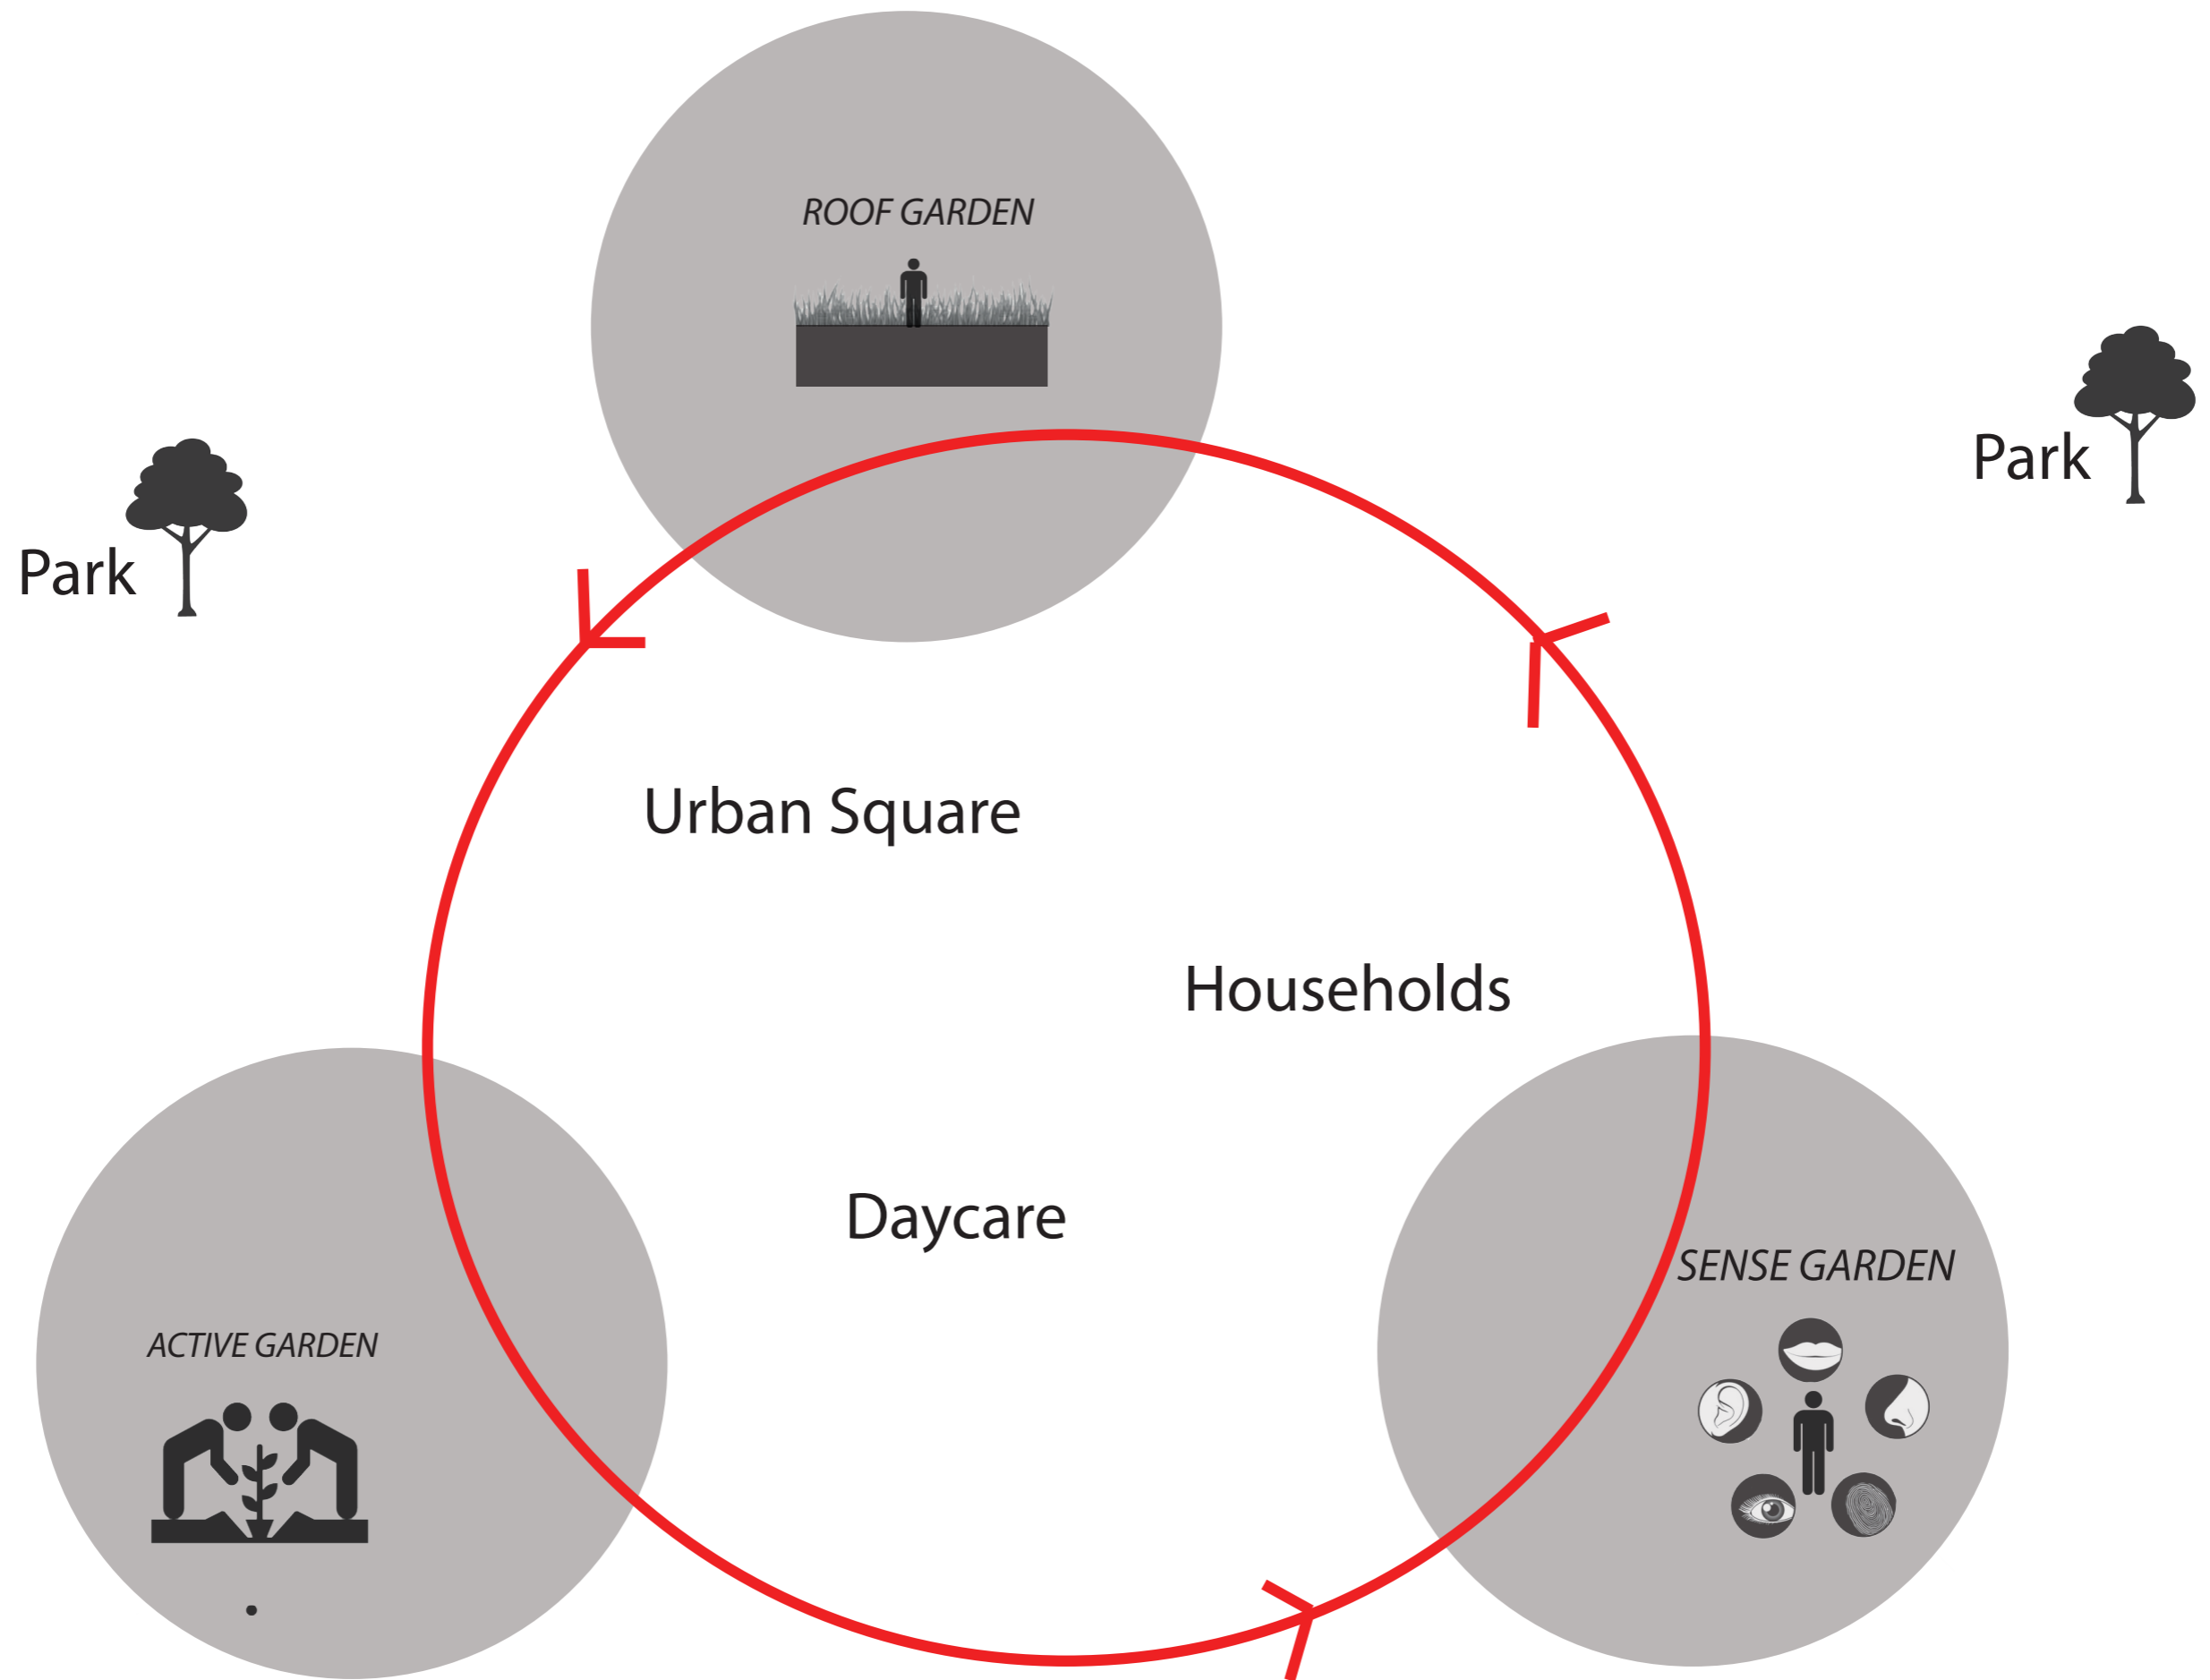 ROOF GARDEN
Park
Park
Urban Square
Households
Daycare
SENSE GARDEN
ACTIVE GARDEN